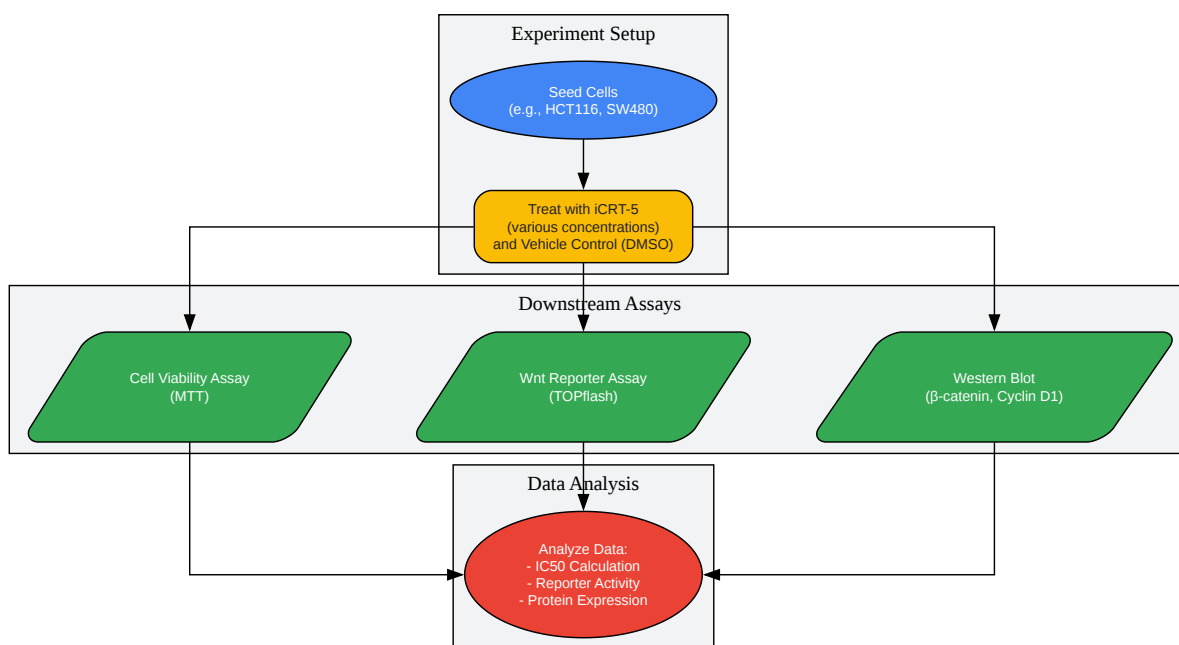 Experiment Setup
Seed Cells
(e.g., HCT116, SW480)
Treat with iCRT-5
(various concentrations)
and Vehicle Control (DMSO)
Downstream Assays
Cell Viability Assay
(MTT)
Wnt Reporter Assay
(TOPflash)
Western Blot
(β-catenin, Cyclin D1)
Data Analysis
Analyze Data:
- IC50 Calculation
- Reporter Activity
- Protein Expression